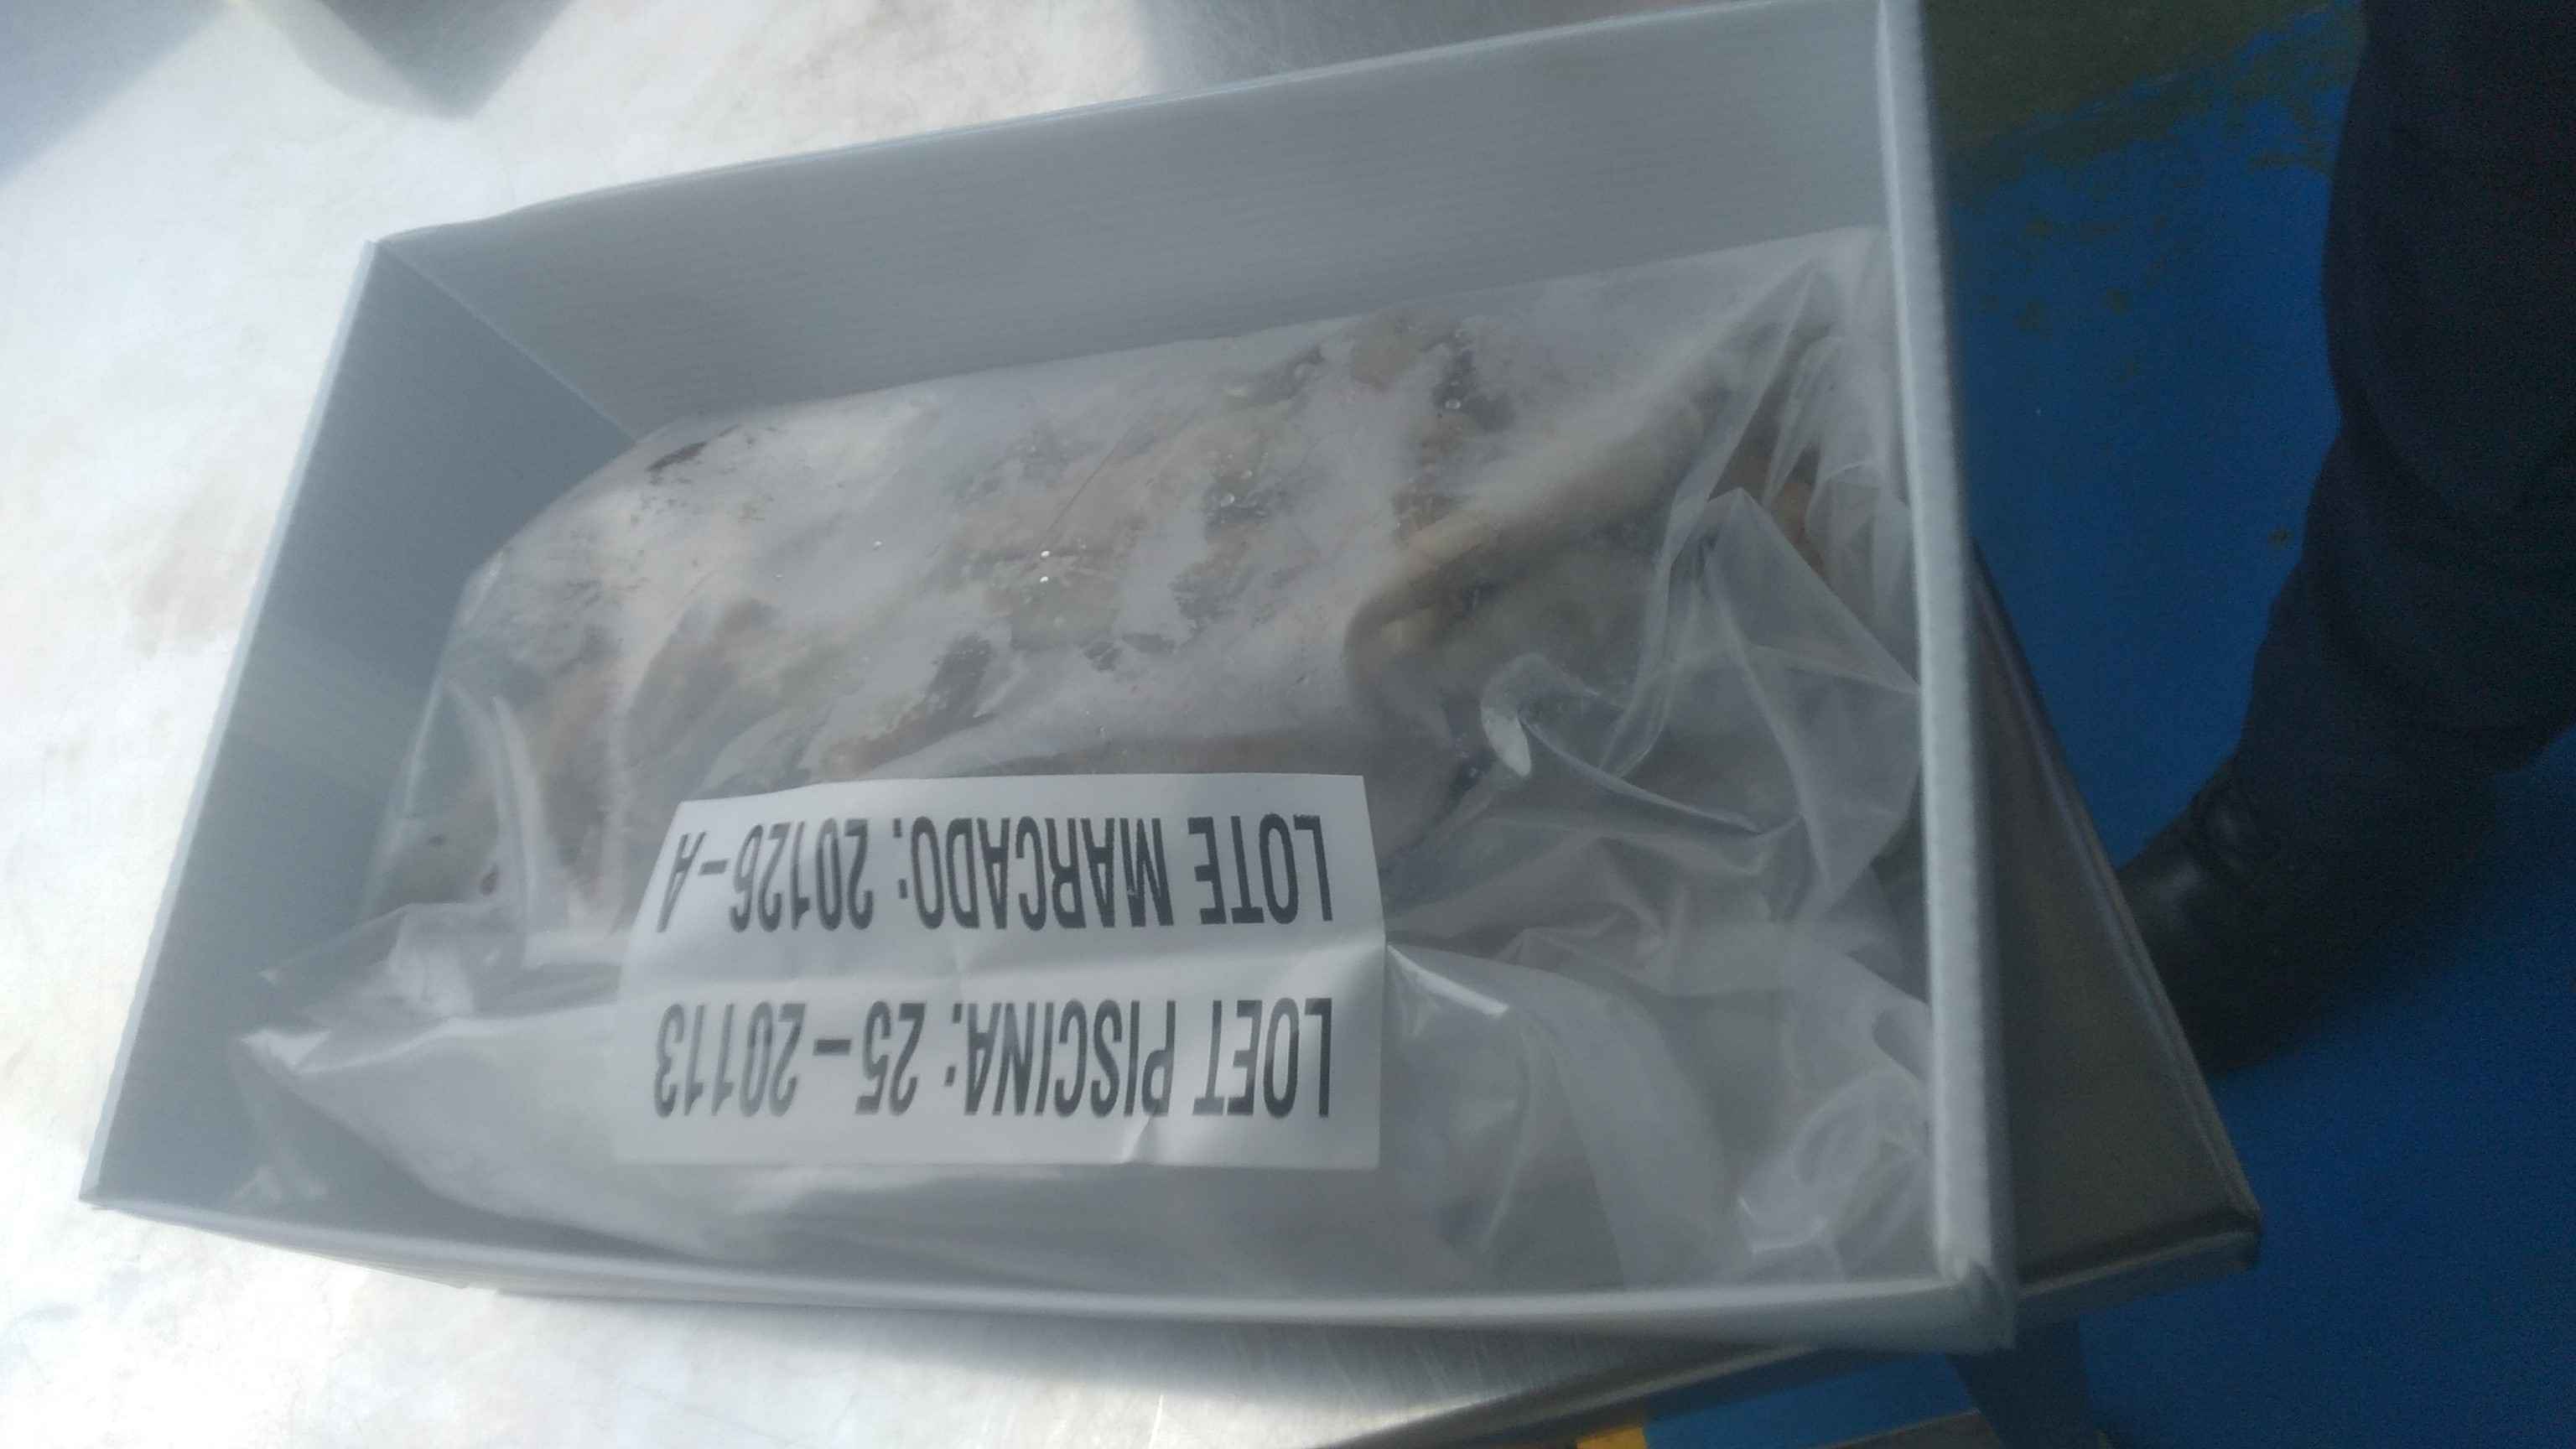 LOET PISCINA: 25-20113
LOTE MARCADO: 20126-A